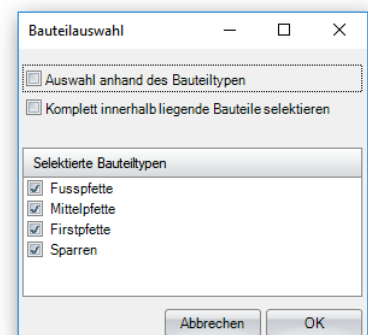 Bauteilauswahl
Auswahl anhand des Bauteiltypen
Komplett innerhalb liegende Bauteile selektieren
Selektierte Bauteiltypen
Fusspfette
Mittelpfette
Firstpfette
Sparren
Abbrechen OK